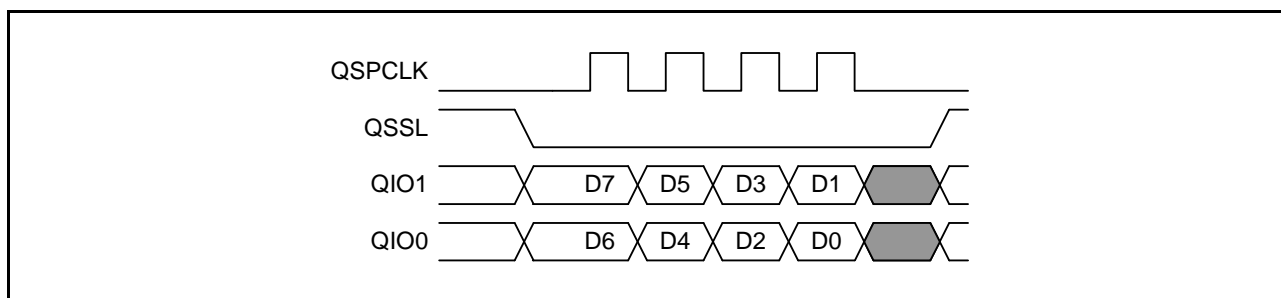 QSPCLK
QSSL
QIO1 D7 D5 D3 D1
QIO0 D6 D4 D2 D0